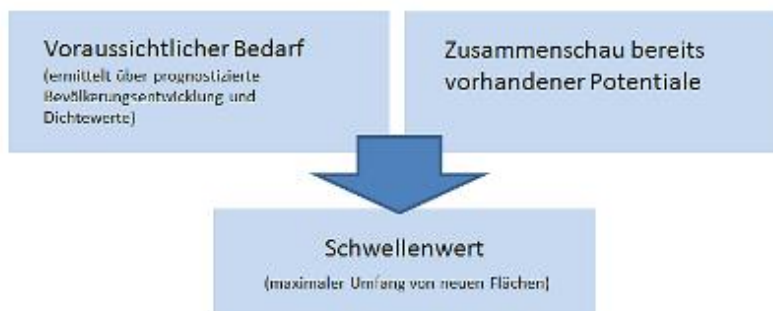 Voraussichtlicher Bedarf
(ermittelt über prognostizierte
Bevölkerungsentwicklung und
Dichtewerte)
Zusammenschau bereits
vorhandener Potentiale
Schwellenwert
(maximaler Umfang von neuen Flächen)